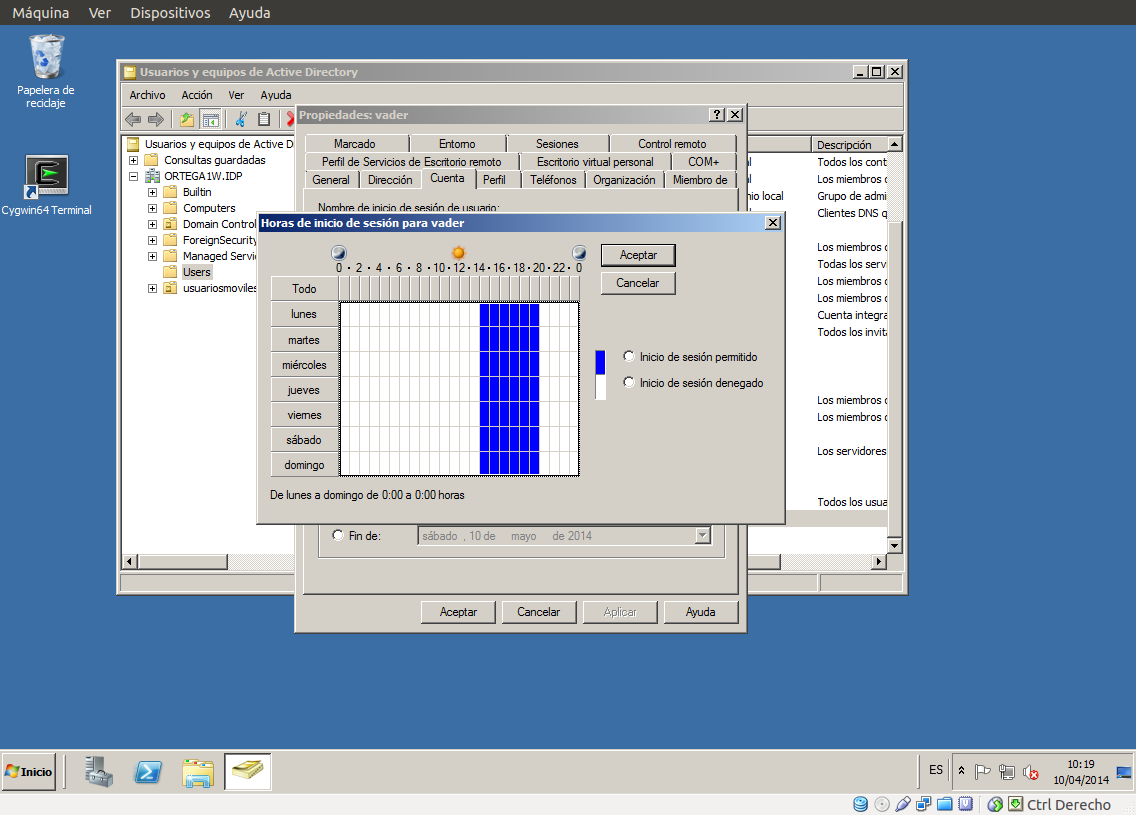 Máquina Ver Dispositivos Ayuda
Papelera de
reciclaje
Cygwin64 Terminal
Usuarios y equipos de Active Directory
Archivo Acción Ver Ayuda
Usuarios y equipos de Active D
Consultas guardadas
ORTEGA1W.IDP
Builtin
Computers
Domain Control
ForeignSecurity
Managed Servi
Users
usuariosmoviles
Propiedades: vader
Marcado Entorno Sesiones Control remoto
Perfil de Servicios de Escritorio remoto Escritorio virtual personal COM+
General Dirección Cuenta Perfil Teléfonos Organización Miembro de
Nombre de inicio de sesión de usuario:
Descripción
Todos los cont
Los miembros d
nio local Grupo de admi
Clientes DNS q
Los miembros d
Todas los serv
Los miembros d
Los miembros d
Cuenta integra
Todos los invita
Los miembros d
Los miembros d
Los servidores
Todos los usua
Horas de inicio de sesión para vader
0 · 2 · 4 · 6 · 8 · 10 · 12 · 14 · 16 · 18 · 20 · 22 · 0
Todo
lunes
martes
miércoles
jueves
viernes
sábado
domingo
Aceptar
Cancelar
Inicio de sesión permitido
Inicio de sesión denegado
De lunes a domingo de 0:00 a 0:00 horas
Fin de: sábado , 10 de mayo de 2014
Aceptar Cancelar Aplicar Ayuda
Inicio
ES
10:19
10/04/2014
Ctrl Derecho